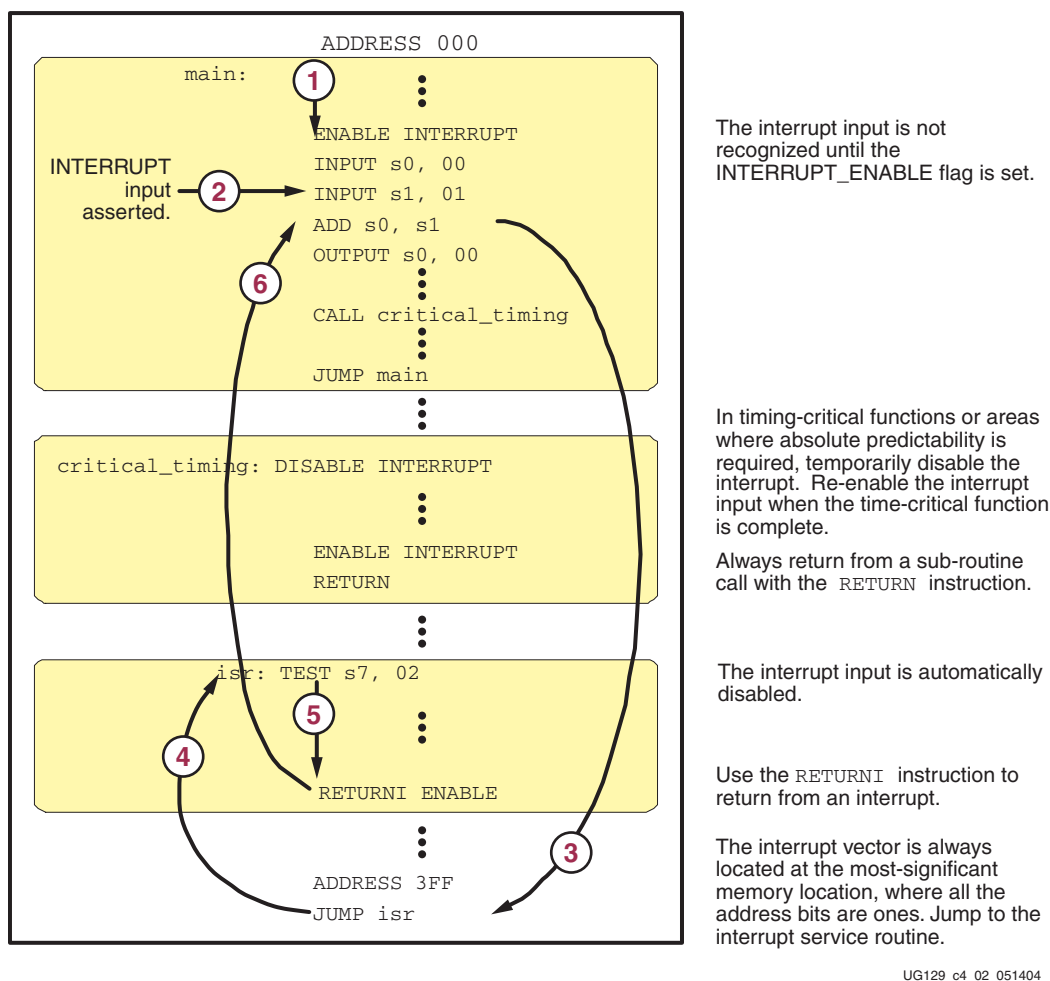 ADDRESS 000
main:
1
ENABLE INTERRUPT
INPUT s0, 00
INTERRUPT
input
asserted.
2
INPUT s1, 01
ADD s0, s1
OUTPUT s0, 00
6
CALL critical_timing
JUMP main
critical_timing: DISABLE INTERRUPT
ENABLE INTERRUPT
RETURN
isr: TEST s7, 02
5
4
RETURNI ENABLE
3
ADDRESS 3FF
JUMP isr
The interrupt input is not
recognized until the
INTERRUPT_ENABLE flag is set.
In timing-critical functions or areas
where absolute predictability is
required, temporarily disable the
interrupt. Re-enable the interrupt
input when the time-critical function
is complete.
Always return from a sub-routine
call with the RETURN instruction.
The interrupt input is automatically
disabled.
Use the RETURNI instruction to
return from an interrupt.
The interrupt vector is always
located at the most-significant
memory location, where all the
address bits are ones. Jump to the
interrupt service routine.
UG129_c4_02_051404